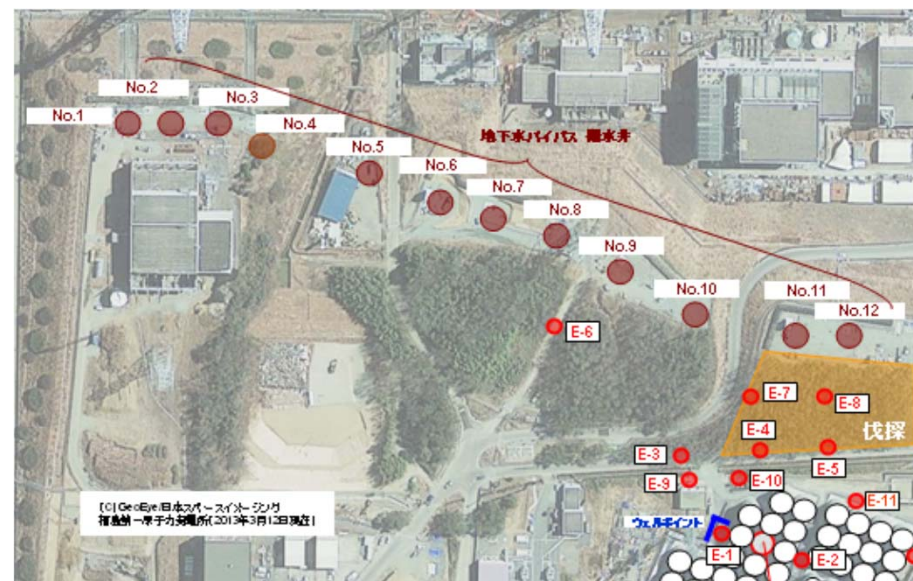 No.2
No.1
No.3
No.4
地下水バイパス 揚水井
No.5
No.6
No.7
No.8
No.9
No.10
No.11
No.12
E-6
E-7
E-8
伐採
E-4
E-3
E-5
E-9
E-10
E-11
(C)GeoEye/日本スペースイメージング
福島第一原子力発電所(2013年3月12日現在)
ウェルポイント
E-1
E-2